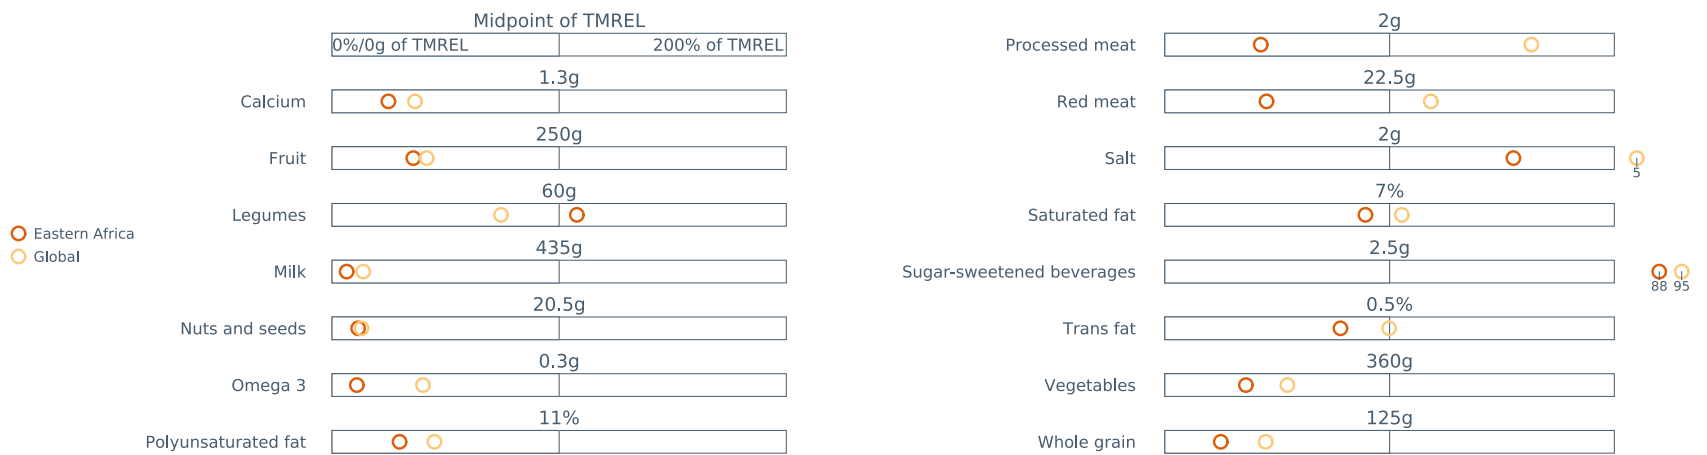 Midpoint of TMREL
0%/0g of TMREL 200% of TMREL
1.3g
Calcium
250g
Fruit
60g
Legumes
435g
Milk
20.5g
Nuts and seeds
0.3g
Omega 3
11%
Polyunsaturated fat
Eastern Africa
Global
2g
Processed meat
22.5g
Red meat
2g
Salt
5
7%
Saturated fat
2.5g
Sugar-sweetened beverages
88 95
0.5%
Trans fat
360g
Vegetables
125g
Whole grain